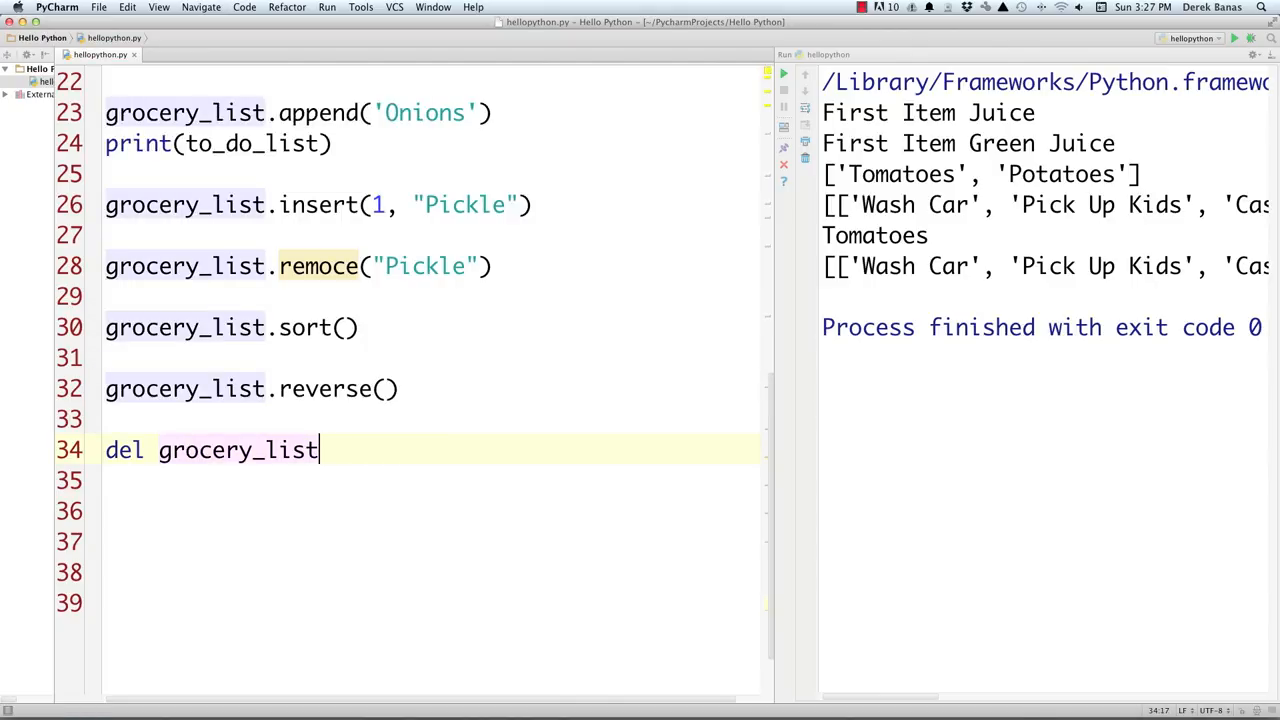 PyCharm File Edit View Navigate Code Refactor Run Tools VCS Window Help 10 Sun 3:27 PM Derek Banas
hellopython.py - Hello Python - [~/PycharmProjects/Hello Python]
Hello Python hellopython.py hellopython
hellopython.py Run hellopython
Hello P
hell
Externa
22
23 grocery_list.append('Onions')
24 print(to_do_list)
25
26 grocery_list.insert(1, "Pickle")
27
28 grocery_list.remoce("Pickle")
29
30 grocery_list.sort()
31
32 grocery_list.reverse()
33
34 del grocery_list
35
36
37
38
39
/Library/Frameworks/Python.framewo
First Item Juice
First Item Green Juice
['Tomatoes', 'Potatoes']
[['Wash Car', 'Pick Up Kids', 'Cas
Tomatoes
[['Wash Car', 'Pick Up Kids', 'Cas
Process finished with exit code 0
34:17 LF UTF-8